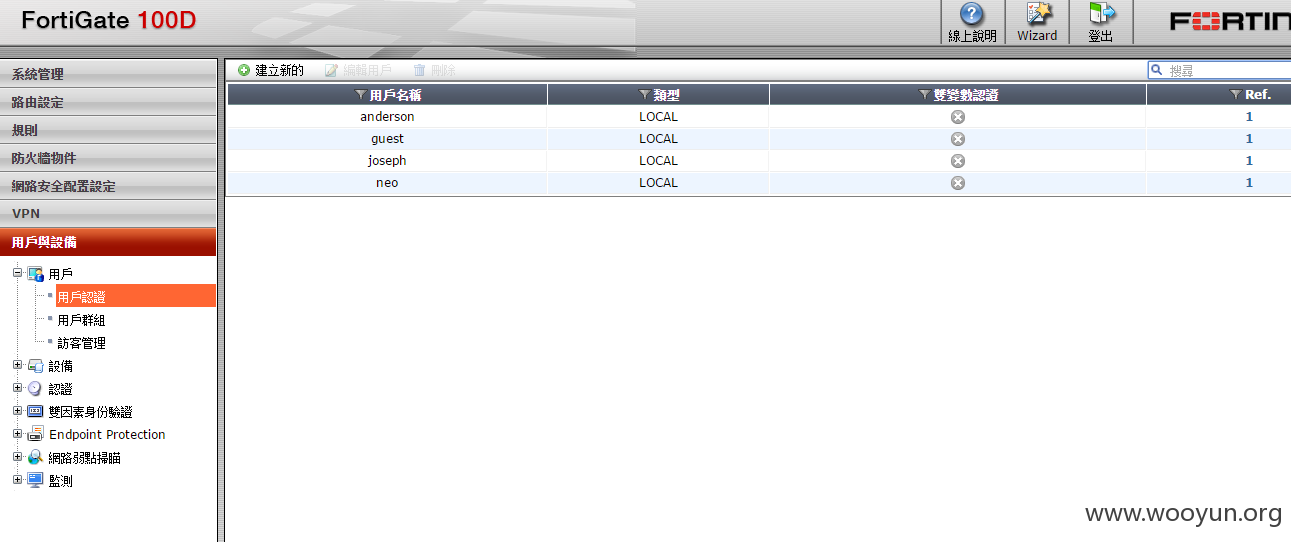 FortiGate 100D
線上說明 Wizard 登出
FORTIN
系統管理
路由設定
規則
防火牆物件
網路安全配置設定
VPN
用戶與設備
用戶
用戶認證
用戶群組
訪客管理
設備
認證
雙因素身份驗證
Endpoint Protection
網路弱點掃瞄
監測
建立新的 編輯用戶 刪除 搜尋
用戶名稱 類型 雙變數認證 Ref.
anderson LOCAL 1
guest LOCAL 1
joseph LOCAL 1
neo LOCAL 1
www.wooyun.org